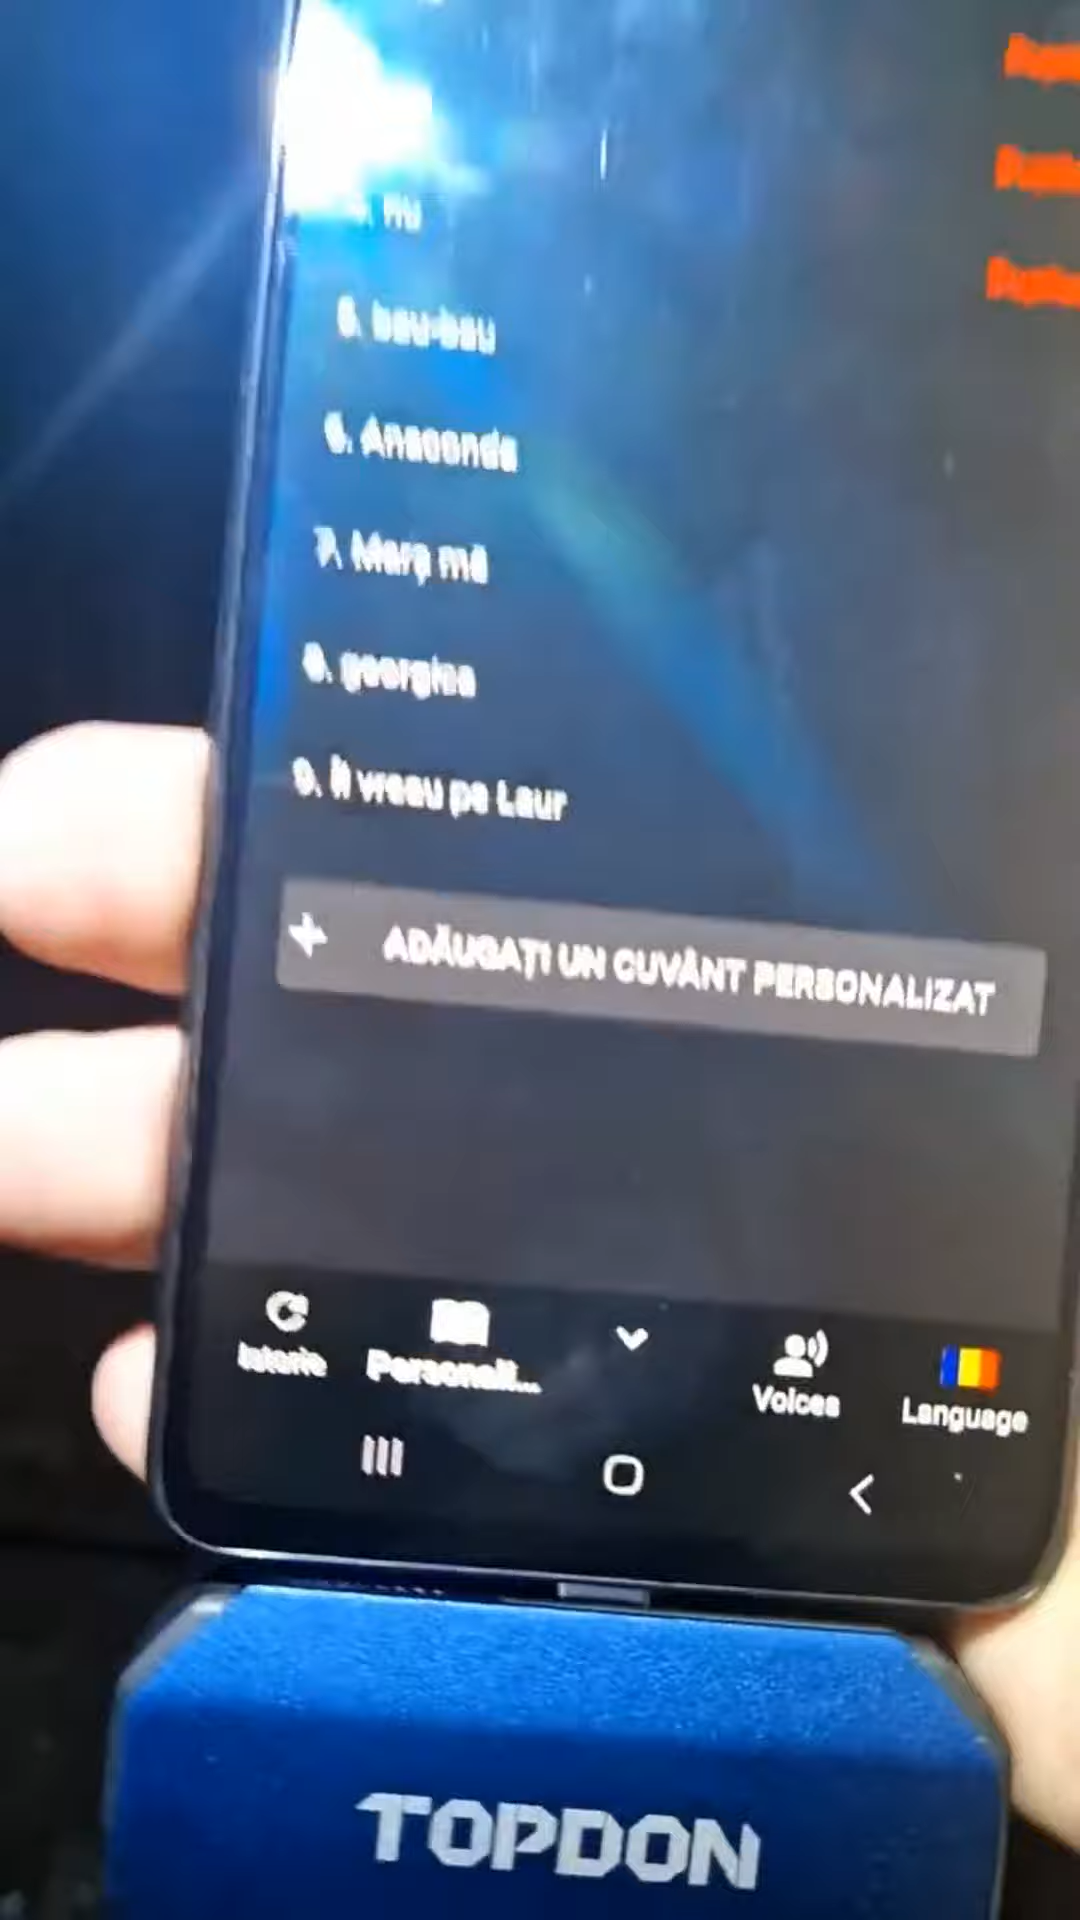 nu
5. bau-bau
6. Anaconda
7. Marș mă
8. georgica
9. Îl vreau pe Laur
+ ADĂUGAȚI UN CUVÂNT PERSONALIZAT
Istorie
Personali...
Voices
Language
TOPDON